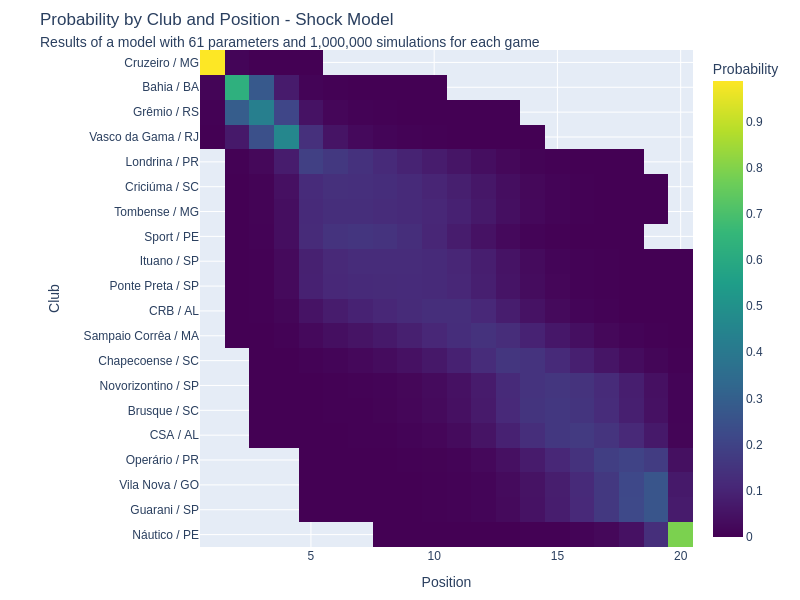 Probability by Club and Position - Shock Model
Results of a model with 61 parameters and 1,000,000 simulations for each game
Probability
Cruzeiro / MG
Bahia / BA
Grêmio / RS
Vasco da Gama / RJ
Londrina / PR
Criciúma / SC
Tombense / MG
Sport / PE
Ituano / SP
Ponte Preta / SP
CRB / AL
Sampaio Corrêa / MA
Chapecoense / SC
Novorizontino / SP
Brusque / SC
CSA / AL
Operário / PR
Vila Nova / GO
Guarani / SP
Náutico / PE
Club
5
10
15
20
Position
0.9
0.8
0.7
0.6
0.5
0.4
0.3
0.2
0.1
0